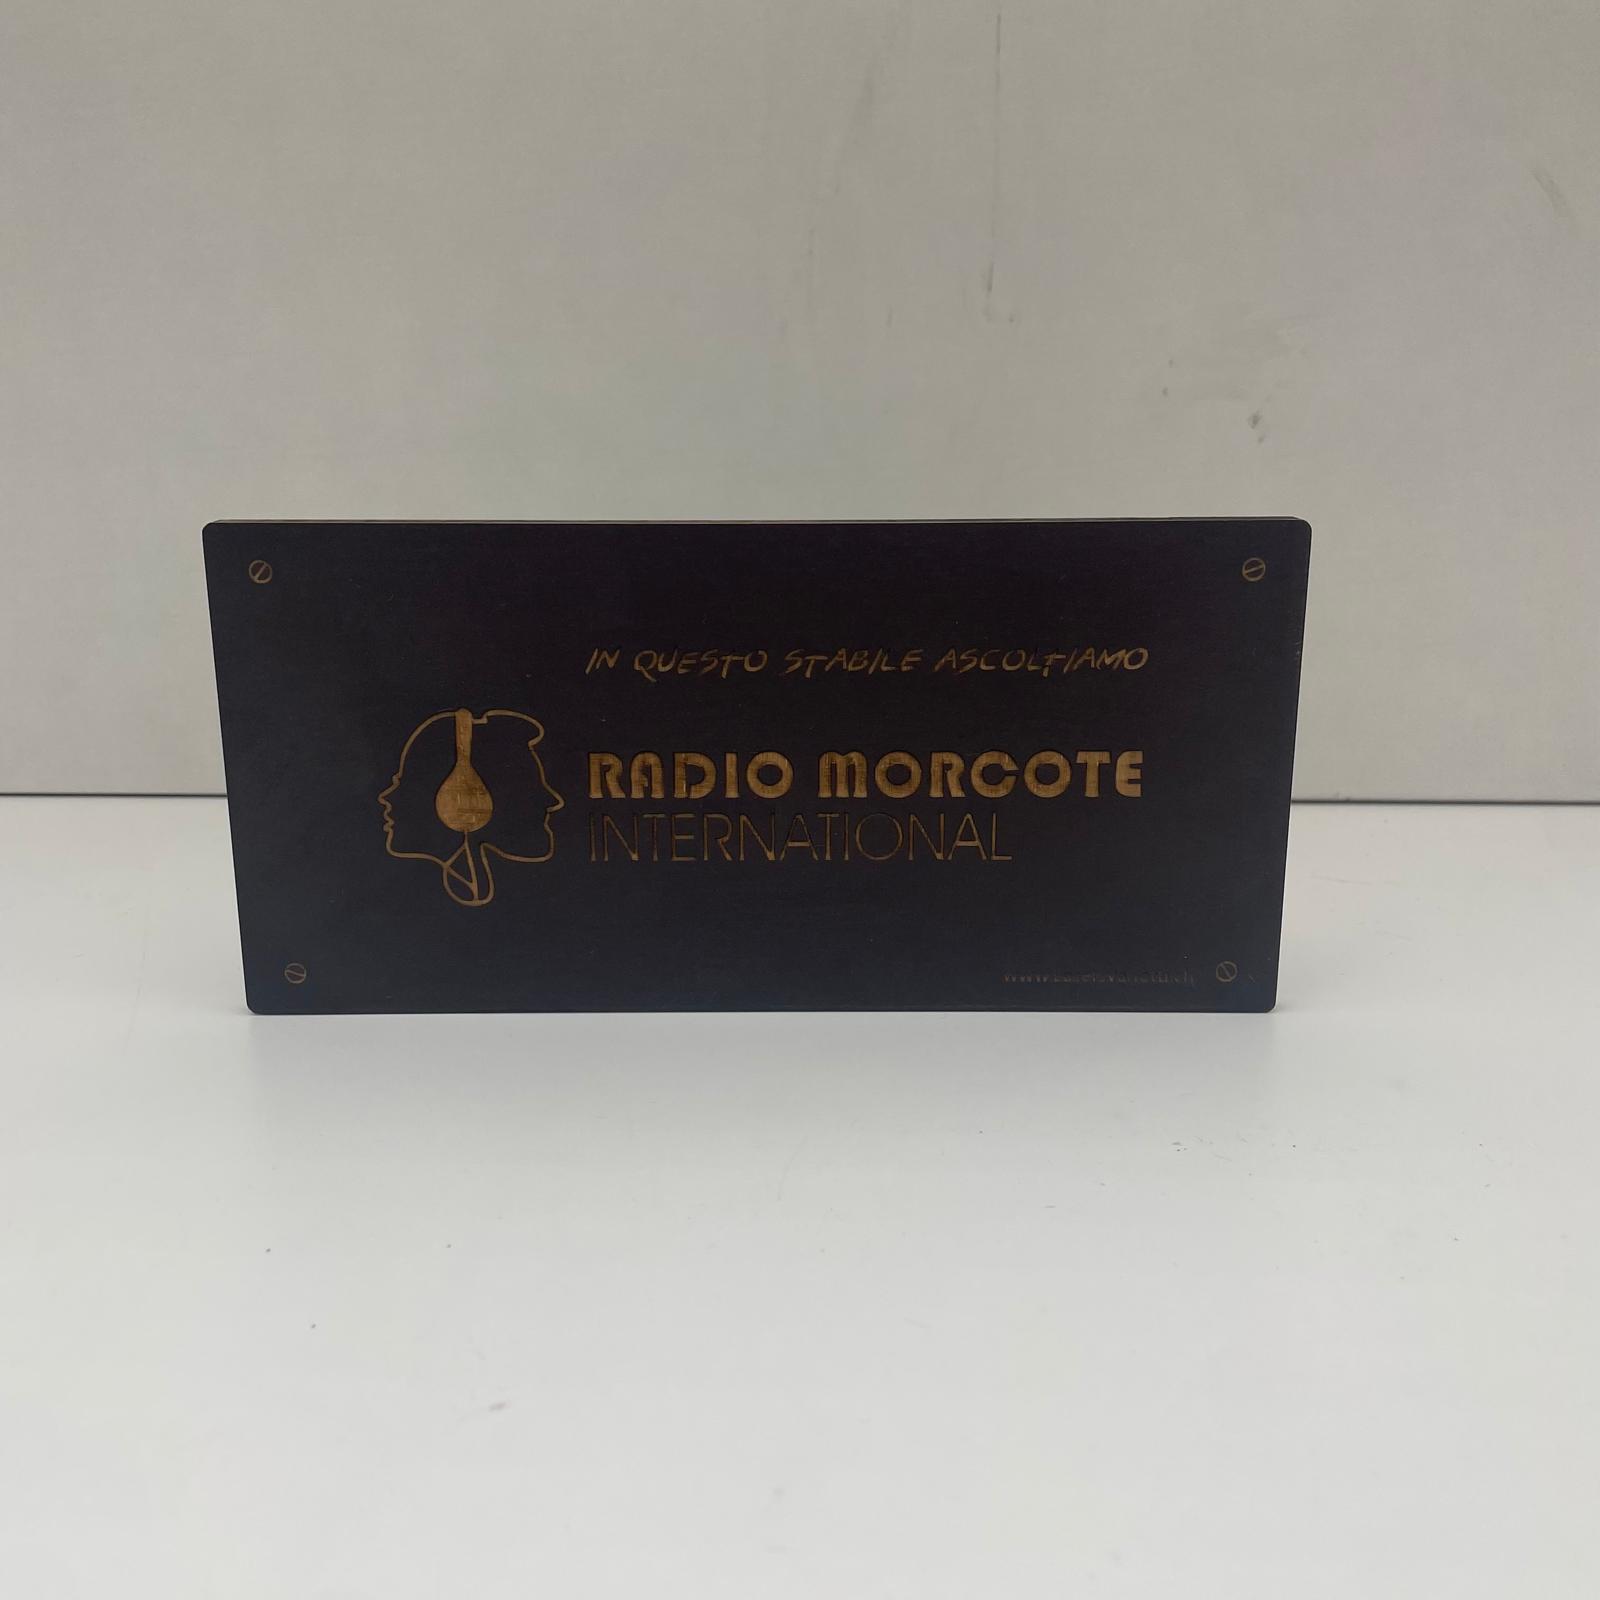 IN QUESTO STABILE ASCOLTIAMO
RADIO MORCOTE
INTERNATIONAL